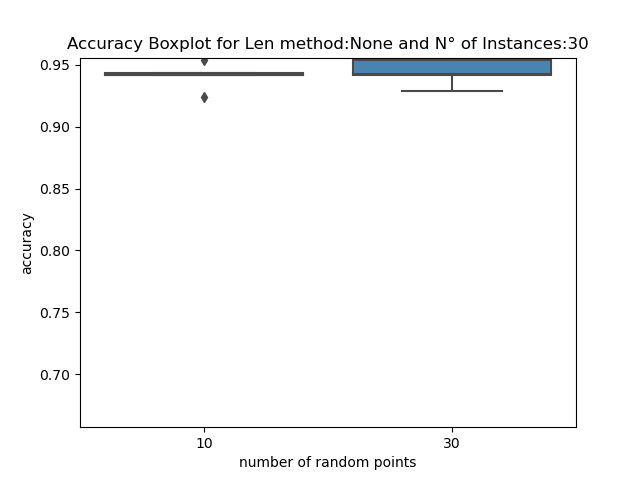 Accuracy Boxplot for Len method:None and N° of Instances:30
0.95
0.90
0.85
0.80
0.75
0.70
accuracy
10 30
number of random points